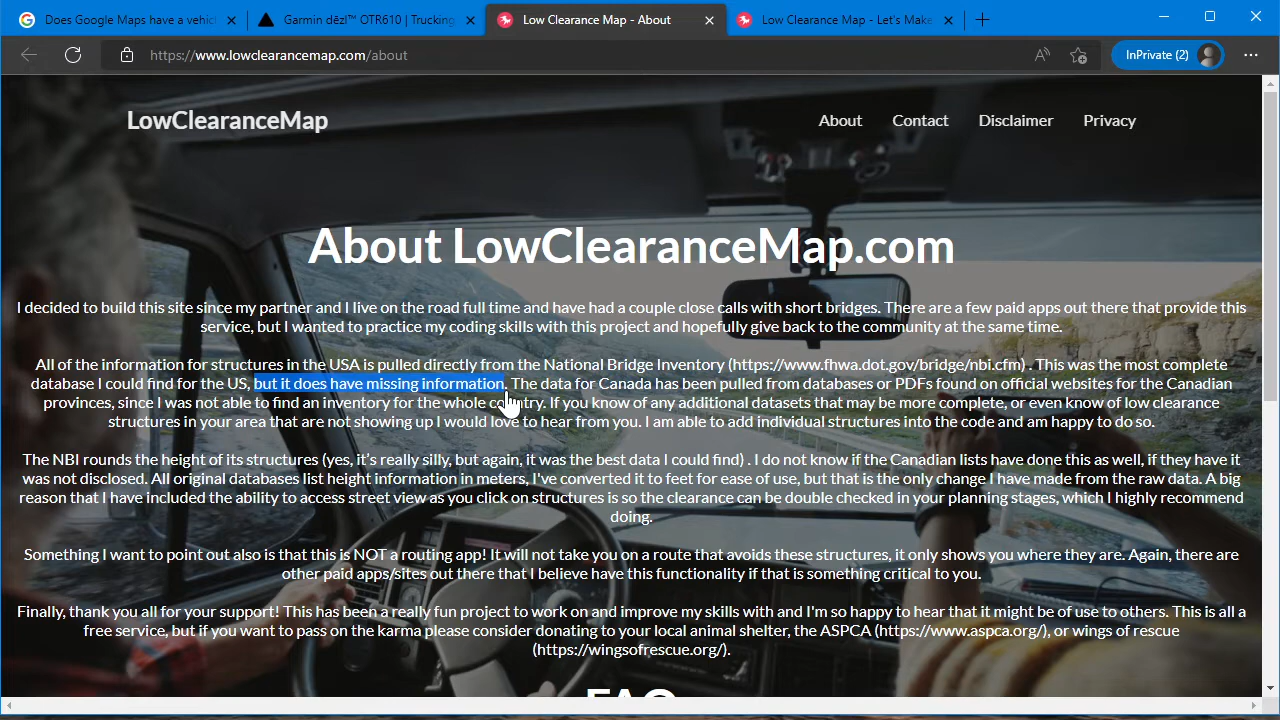 Does Google Maps have a vehicl
Garmin dēzl™ OTR610 | Trucking
Low Clearance Map - About
Low Clearance Map - Let's Make
https://www.lowclearancemap.com/about
InPrivate (2)
LowClearanceMap
About
Contact
Disclaimer
Privacy
About LowClearanceMap.com
I decided to build this site since my partner and I live on the road full time and have had a couple close calls with short bridges. There are a few paid apps out there that provide this
service, but I wanted to practice my coding skills with this project and hopefully give back to the community at the same time.
All of the information for structures in the USA is pulled directly from the National Bridge Inventory (https://www.fhwa.dot.gov/bridge/nbi.cfm) . This was the most complete
database I could find for the US, but it does have missing information. The data for Canada has been pulled from databases or PDFs found on official websites for the Canadian
provinces, since I was not able to find an inventory for the whole country. If you know of any additional datasets that may be more complete, or even know of low clearance
structures in your area that are not showing up I would love to hear from you. I am able to add individual structures into the code and am happy to do so.
The NBI rounds the height of its structures (yes, it's really silly, but again, it was the best data I could find) . I do not know if the Canadian lists have done this as well, if they have it
was not disclosed. All original databases list height information in meters, I've converted it to feet for ease of use, but that is the only change I have made from the raw data. A big
reason that I have included the ability to access street view as you click on structures is so the clearance can be double checked in your planning stages, which I highly recommend
doing.
Something I want to point out also is that this is NOT a routing app! It will not take you on a route that avoids these structures, it only shows you where they are. Again, there are
other paid apps/sites out there that I believe have this functionality if that is something critical to you.
Finally, thank you all for your support! This has been a really fun project to work on and improve my skills with and I'm so happy to hear that it might be of use to others. This is all a
free service, but if you want to pass on the karma please consider donating to your local animal shelter, the ASPCA (https://www.aspca.org/), or wings of rescue
(https://wingsofrescue.org/).
FAQ